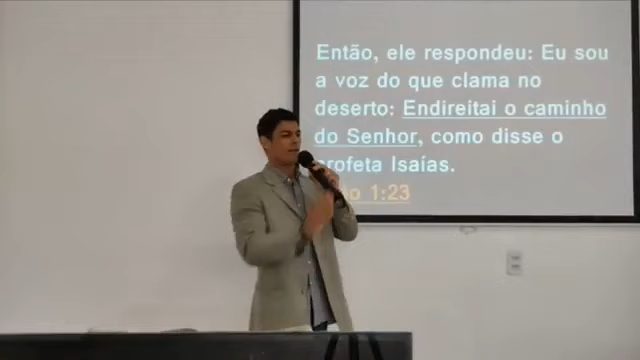 Então, ele respondeu: Eu sou
a voz do que clama no
deserto: Endireitai o caminho
do Senhor, como disse o
profeta Isaías.
1:23